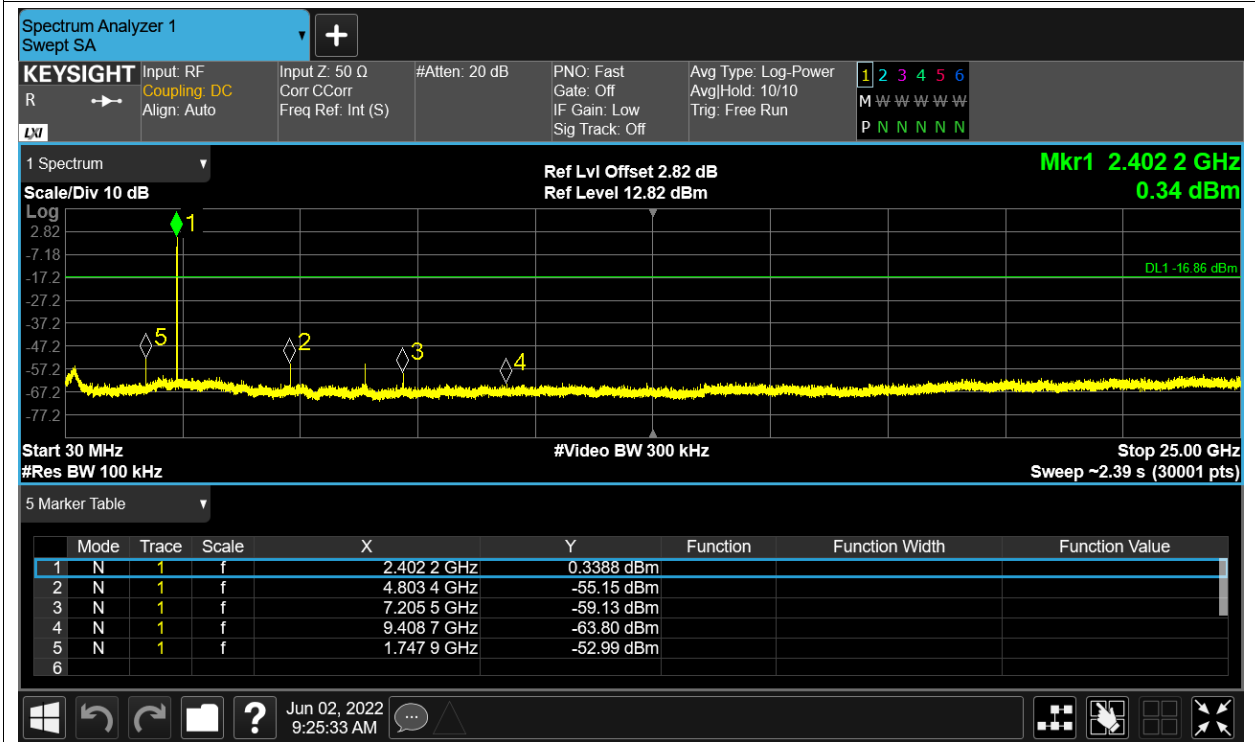 Spectrum Analyzer 1
Swept SA
+
KEYSIGHT
R
LXI
Input: RF
Coupling: DC
Align: Auto
Input Z: 50 Ω
Corr CCorr
Freq Ref: Int (S)
#Atten: 20 dB
PNO: Fast
Gate: Off
IF Gain: Low
Sig Track: Off
Avg Type: Log-Power
Avg|Hold: 10/10
Trig: Free Run
1 2 3 4 5 6
M W W W W W
P N N N N N
1 Spectrum
Scale/Div 10 dB
Ref Lvl Offset 2.82 dB
Ref Level 12.82 dBm
Mkr1 2.402 2 GHz
0.34 dBm
Log
2.82
-7.18
-17.2
-27.2
-37.2
-47.2
-57.2
-67.2
-77.2
1
DL1 -16.86 dBm
5
2
3
4
Start 30 MHz
#Res BW 100 kHz
#Video BW 300 kHz
Stop 25.00 GHz
Sweep ~2.39 s (30001 pts)
5 Marker Table
Mode Trace Scale X Y Function Function Width Function Value
1 N 1 f 2.402 2 GHz 0.3388 dBm
2 N 1 f 4.803 4 GHz -55.15 dBm
3 N 1 f 7.205 5 GHz -59.13 dBm
4 N 1 f 9.408 7 GHz -63.80 dBm
5 N 1 f 1.747 9 GHz -52.99 dBm
6
?
Jun 02, 2022
9:25:33 AM